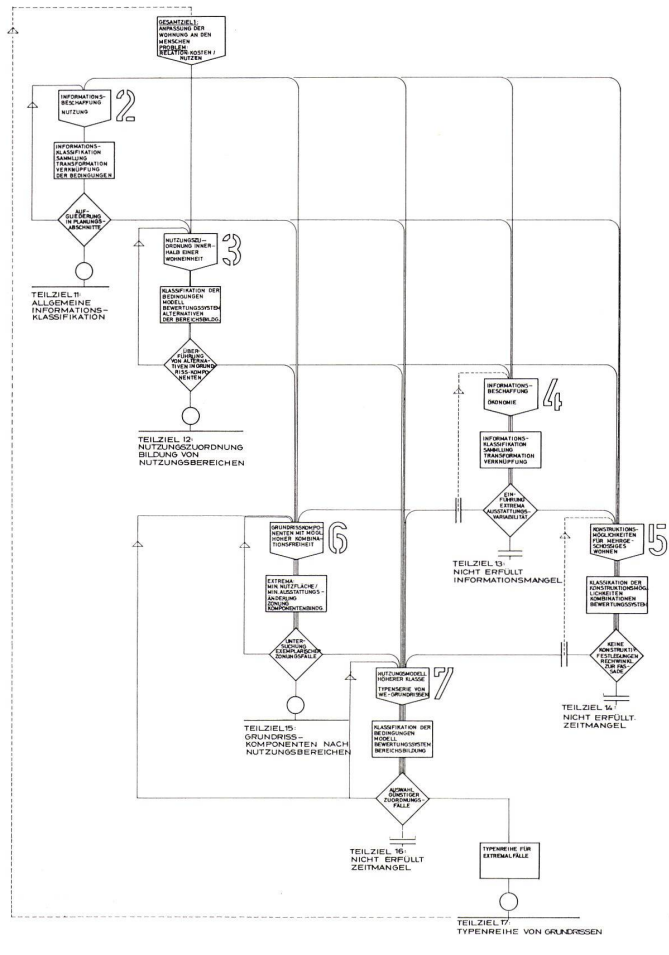 GESAMTZIEL 1:
ANPASSUNG DER
WOHNUNG AN DEN
MENSCHEN
PROBLEM:
RELATION-KOSTEN/
NUTZEN
INFORMATIONS-
BESCHAFFUNG
NUTZUNG
2
INFORMATIONS-
KLASSIFIKATION
SAMMLUNG
TRANSFORMATION
VERKNÜPFUNG
DER BEDINGUNGEN
AUF-
GLIEDERUNG
IN PLANUNGS-
ABSCHNITTE
TEILZIEL 11:
ALLGEMEINE
INFORMATIONS-
KLASSIFIKATION
NUTZUNGSZU-
ORDNUNG INNER-
HALB EINER
WOHNEINHEIT
3
KLASSIFIKATION DER
BEDINGUNGEN
MODELL
BEWERTUNGSSYSTEM
ALTERNATIVEN
DER BEREICHSBILDG.
ÜBER-
FÜHRUNG
VON ALTERNA-
TIVEN IN GRUND-
RISS-KOMPO-
NENTEN
TEILZIEL 12:
NUTZUNGSZUORDNUNG
BILDUNG VON
NUTZUNGSBEREICHEN
INFORMATIONS-
BESCHAFFUNG
ÖKONOMIE
4
INFORMATIONS-
KLASSIFIKATION
SAMMLUNG
TRANSFORMATION
VERKNÜPFUNG
EIN-
FÜHRUNG
EXTREMA
AUSSTATTUNGS-
VARIABILITÄT
TEILZIEL 13:
NICHT ERFÜLLT
INFORMATIONSMANGEL
KONSTRUKTIONS-
MÖGLICHKEITEN
FÜR MEHRGE-
SCHOSSIGES
WOHNEN
5
KLASSIKATION DER
KONSTRUKTIONSMÖG_
LICHKEITEN
KOMBINATIONEN
BEWERTUNGSSYSTEM
KEINE
KONSTRUKTIV.
FESTLEGUNGEN
RECHWINKL.
ZUR FAS-
SADE
TEILZIEL 14:
NICHT ERFÜLLT.
ZEITMANGEL
GRUNDRISSKOMPO-
NENTEN MIT MÖGL.
HOHER KOMBINA-
TIONSFREIHEIT
6
EXTREMA:
MIN. NUTZFLÄCHE/
MIN. AUSSTATTUNGS-
ÄNDERUNG
ZONUNG
KOMPONENTENBINDG.
UNTER-
SUCHUNG
EXEMPLARISCHER
ZONUNGSFÄLLE
TEILZIEL 15:
GRUNDRISS-
KOMPONENTEN NACH
NUTZUNGSBEREICHEN
NUTZUNGSMODELL
HÖHERER KLASSE
TYPENSERIE VON
WE-GRUNDRISSEN
7
KLASSIFIKATION DER
BEDINGUNGEN
MODELL
BEWERTUNGSSYSTEM
BEREICHSBILDUNG
AUSWAHL
GÜNSTIGER
ZUORDNUNGS-
FÄLLE
TEILZIEL 16:
NICHT ERFÜLLT
ZEITMANGEL
TYPENREIHE FÜR
EXTREMALFÄLLE
TEILZIEL 17:
TYPENREIHE VON GRUNDRISSEN